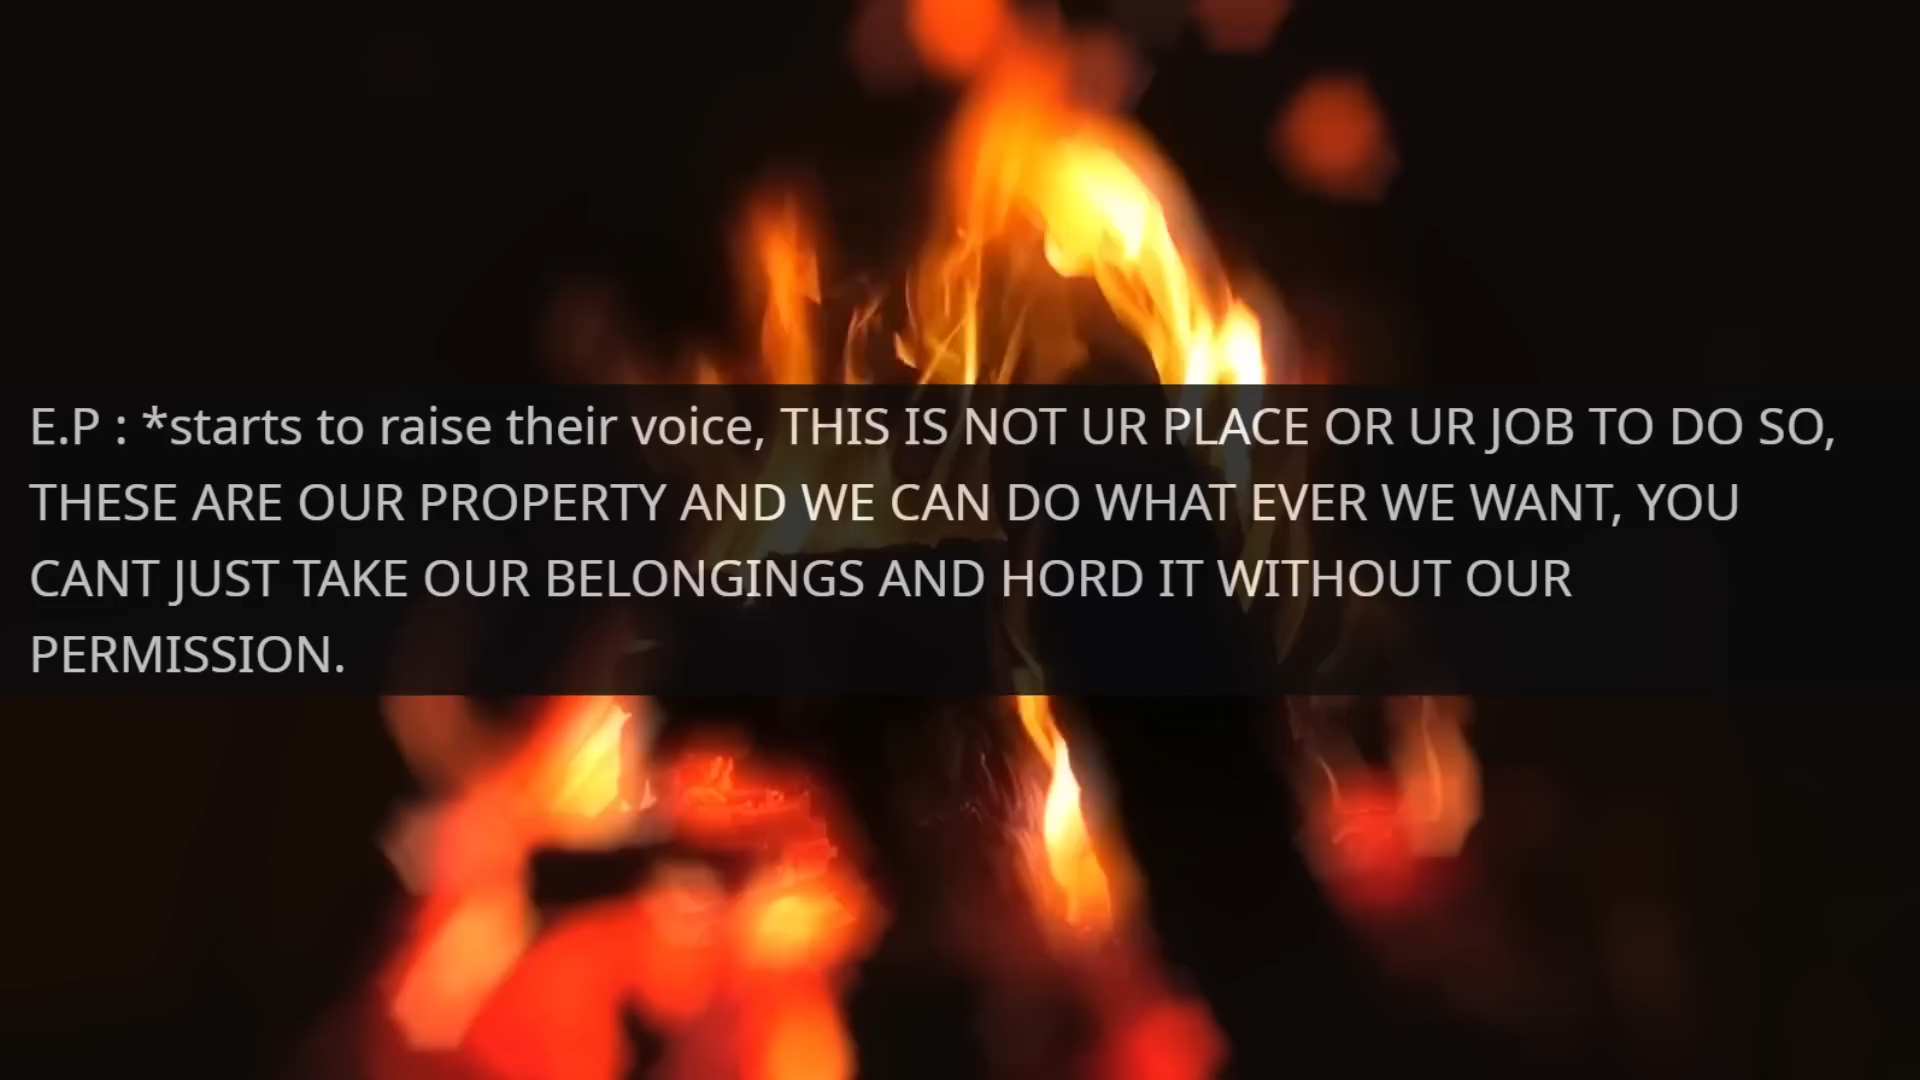 E.P : *starts to raise their voice, THIS IS NOT UR PLACE OR UR JOB TO DO SO,
THESE ARE OUR PROPERTY AND WE CAN DO WHAT EVER WE WANT, YOU
CANT JUST TAKE OUR BELONGINGS AND HORD IT WITHOUT OUR
PERMISSION.